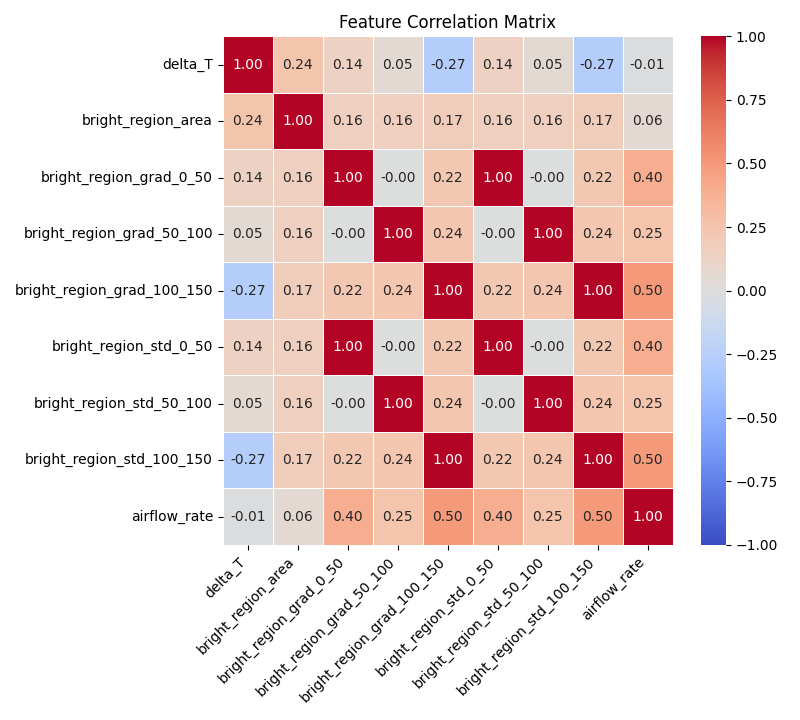 Feature Correlation Matrix
delta_T 1.00 0.24 0.14 0.05 -0.27 0.14 0.05 -0.27 -0.01
bright_region_area 0.24 1.00 0.16 0.16 0.17 0.16 0.16 0.17 0.06
bright_region_grad_0_50 0.14 0.16 1.00 -0.00 0.22 1.00 -0.00 0.22 0.40
bright_region_grad_50_100 0.05 0.16 -0.00 1.00 0.24 -0.00 1.00 0.24 0.25
bright_region_grad_100_150 -0.27 0.17 0.22 0.24 1.00 0.22 0.24 1.00 0.50
bright_region_std_0_50 0.14 0.16 1.00 -0.00 0.22 1.00 -0.00 0.22 0.40
bright_region_std_50_100 0.05 0.16 -0.00 1.00 0.24 -0.00 1.00 0.24 0.25
bright_region_std_100_150 -0.27 0.17 0.22 0.24 1.00 0.22 0.24 1.00 0.50
airflow_rate -0.01 0.06 0.40 0.25 0.50 0.40 0.25 0.50 1.00
delta_T
bright_region_area
bright_region_grad_0_50
bright_region_grad_50_100
bright_region_grad_100_150
bright_region_std_0_50
bright_region_std_50_100
bright_region_std_100_150
airflow_rate
1.00
0.75
0.50
0.25
0.00
−0.25
−0.50
−0.75
−1.00